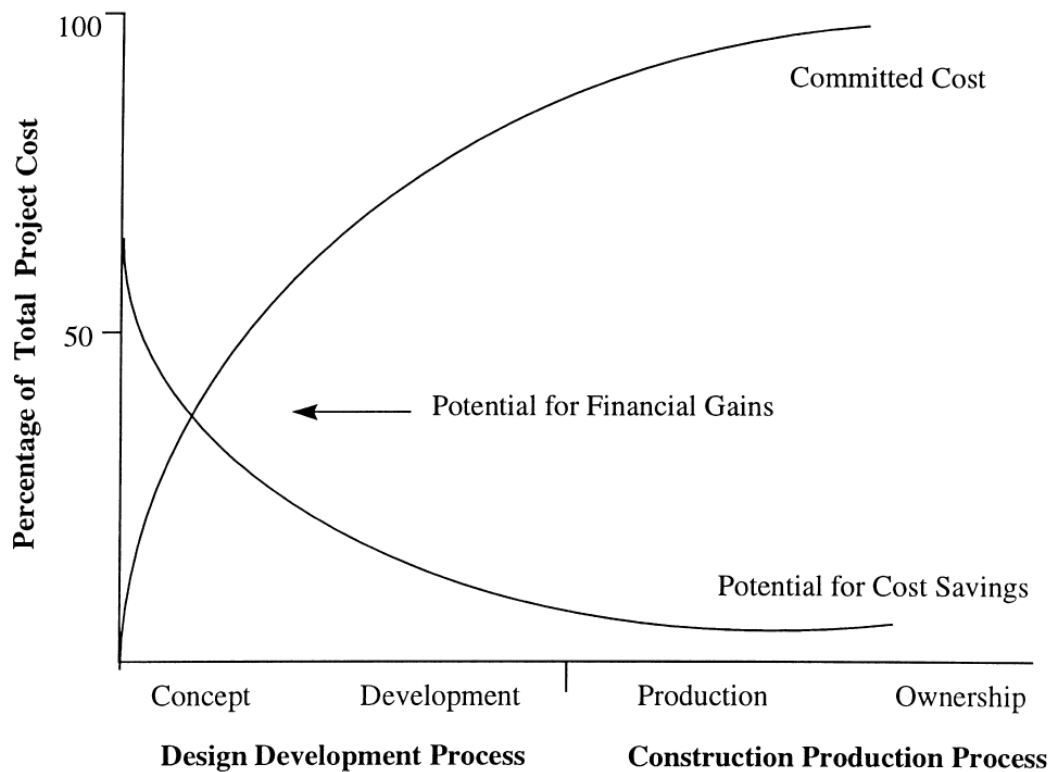 100
Committed Cost
Percentage of Total Project Cost
50
Potential for Financial Gains
Potential for Cost Savings
Concept Development Production Ownership
Design Development Process Construction Production Process